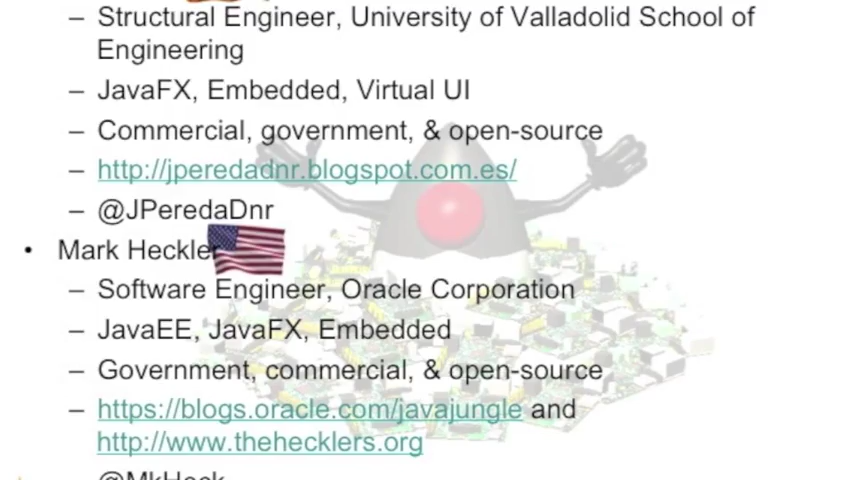 – Structural Engineer, University of Valladolid School of
Engineering
– JavaFX, Embedded, Virtual UI
– Commercial, government, & open-source
– http://jperedadnr.blogspot.com.es/
– @JPeredaDnr
• Mark Heckler
– Software Engineer, Oracle Corporation
– JavaEE, JavaFX, Embedded
– Government, commercial, & open-source
– https://blogs.oracle.com/javajungle and
http://www.thehecklers.org
@MkHeck